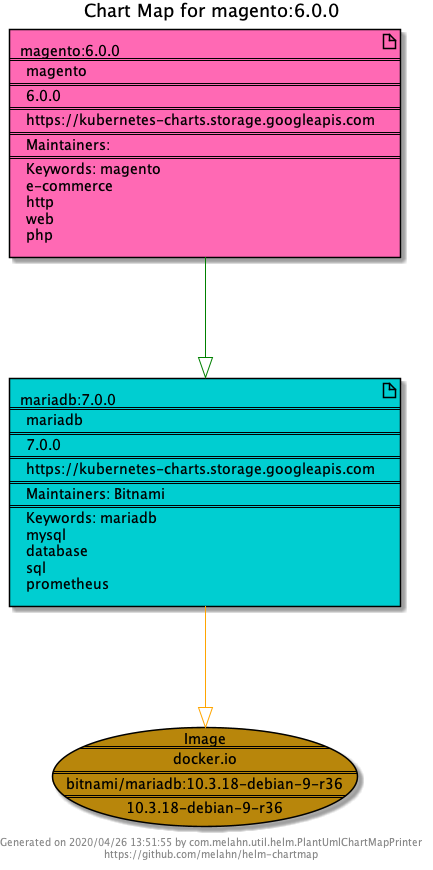 Chart Map for magento:6.0.0
magento:6.0.0
magento
6.0.0
https://kubernetes-charts.storage.googleapis.com
Maintainers:
Keywords: magento
e-commerce
http
web
php
mariadb:7.0.0
mariadb
7.0.0
https://kubernetes-charts.storage.googleapis.com
Maintainers: Bitnami
Keywords: mariadb
mysql
database
sql
prometheus
Image
docker.io
bitnami/mariadb:10.3.18-debian-9-r36
10.3.18-debian-9-r36
Generated on 2020/04/26 13:51:55 by com.melahn.util.helm.PlantUmlChartMapPrinter
https://github.com/melahn/helm-chartmap